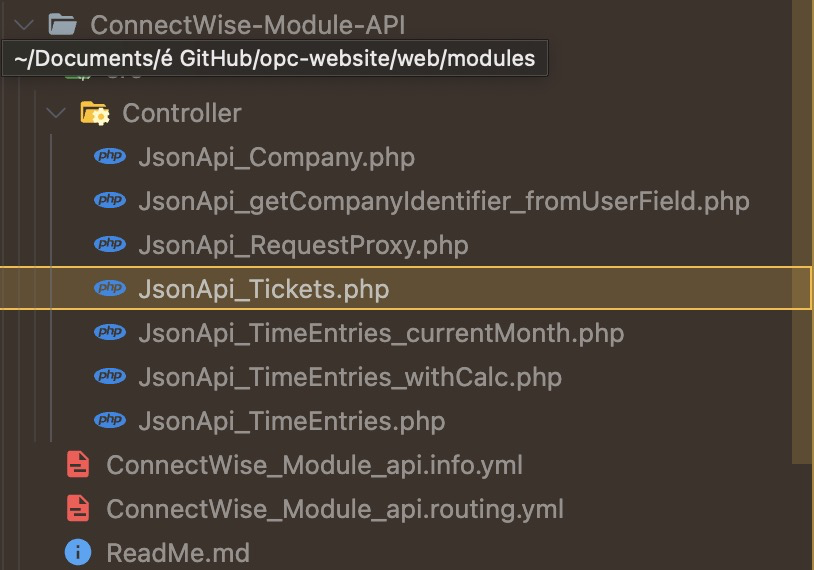 ConnectWise-Module-API
~/Documents/é GitHub/opc-website/web/modules
Controller
php JsonApi_Company.php
php JsonApi_getCompanyIdentifier_fromUserField.php
php JsonApi_RequestProxy.php
php JsonApi_Tickets.php
php JsonApi_TimeEntries_currentMonth.php
php JsonApi_TimeEntries_withCalc.php
php JsonApi_TimeEntries.php
ConnectWise_Module_api.info.yml
ConnectWise_Module_api.routing.yml
ReadMe.md